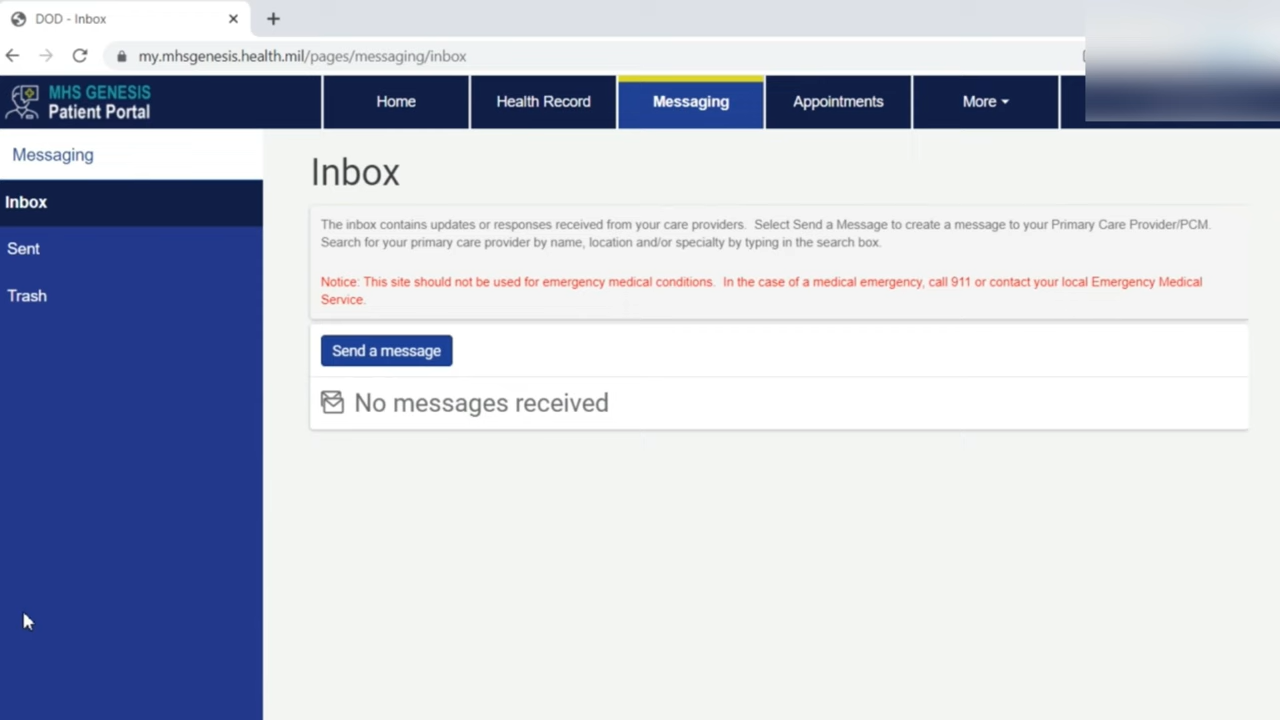 DOD - Inbox
my.mhsgenesis.health.mil/pages/messaging/inbox
MHS GENESIS
Patient Portal
Home
Health Record
Messaging
Appointments
More
Messaging
Inbox
Sent
Trash
Inbox
The inbox contains updates or responses received from your care providers. Select Send a Message to create a message to your Primary Care Provider/PCM.
Search for your primary care provider by name, location and/or specialty by typing in the search box.
Notice: This site should not be used for emergency medical conditions. In the case of a medical emergency, call 911 or contact your local Emergency Medical
Service.
Send a message
No messages received